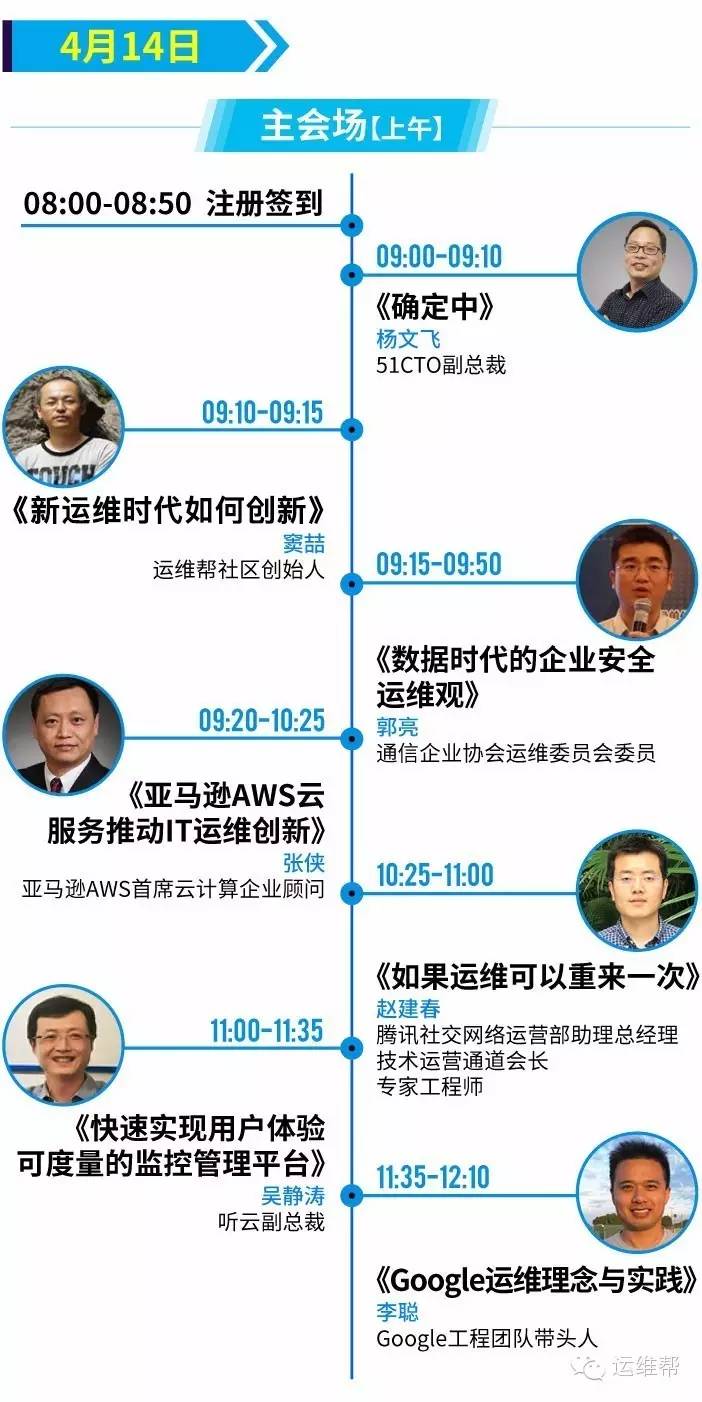 4月14日
主会场【上午】
08:00-08:50 注册签到
09:00-09:10
《确定中》
杨文飞
51CTO副总裁
09:10-09:15
TOUCH
《新运维时代如何创新》
窦喆
运维帮社区创始人
09:15-09:50
《数据时代的企业安全
运维观》
郭亮
通信企业协会运维委员会委员
09:20-10:25
《亚马逊AWS云
服务推动IT运维创新》
张侠
亚马逊AWS首席云计算企业顾问
10:25-11:00
《如果运维可以重来一次》
赵建春
腾讯社交网络运营部助理总经理
技术运营通道会长
专家工程师
11:00-11:35
《快速实现用户体验
可度量的监控管理平台》
吴静涛
听云副总裁
11:35-12:10
《Google运维理念与实践》
李聪
Google工程团队带头人
运维帮